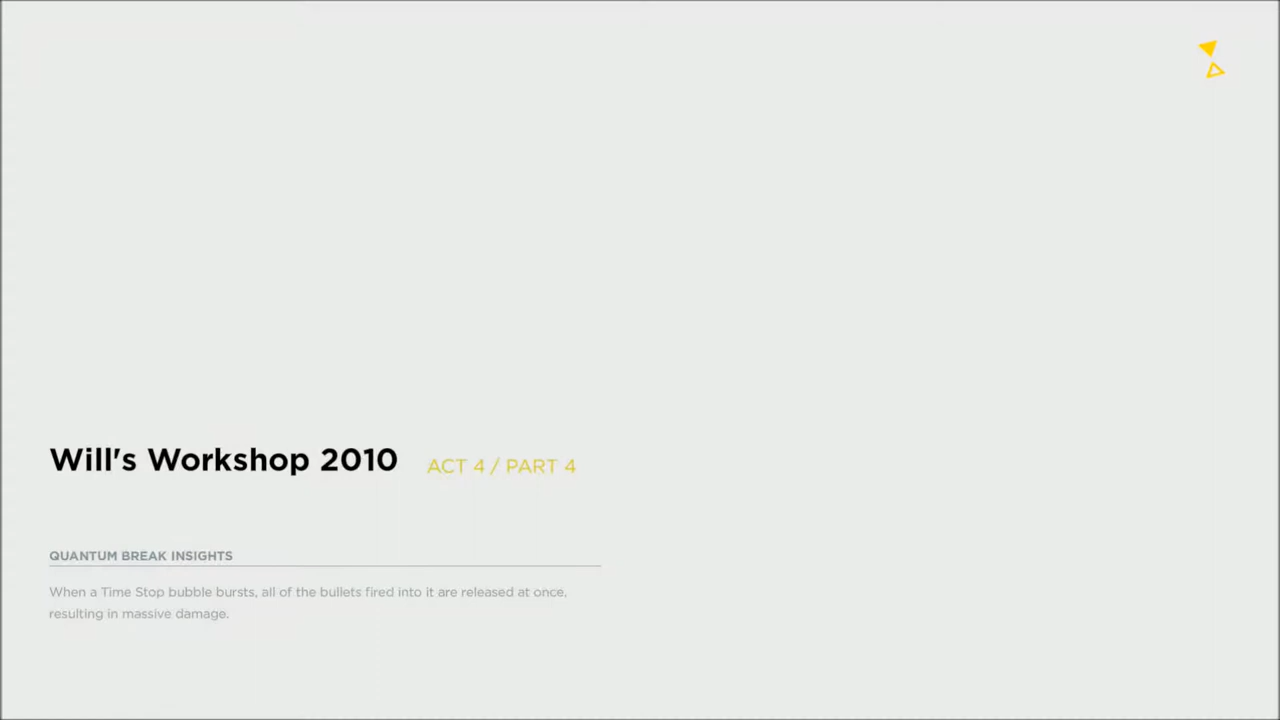 Will's Workshop 2010 ACT 4 / PART 4
QUANTUM BREAK INSIGHTS
When a Time Stop bubble bursts, all of the bullets fired into it are released at once,
resulting in massive damage.